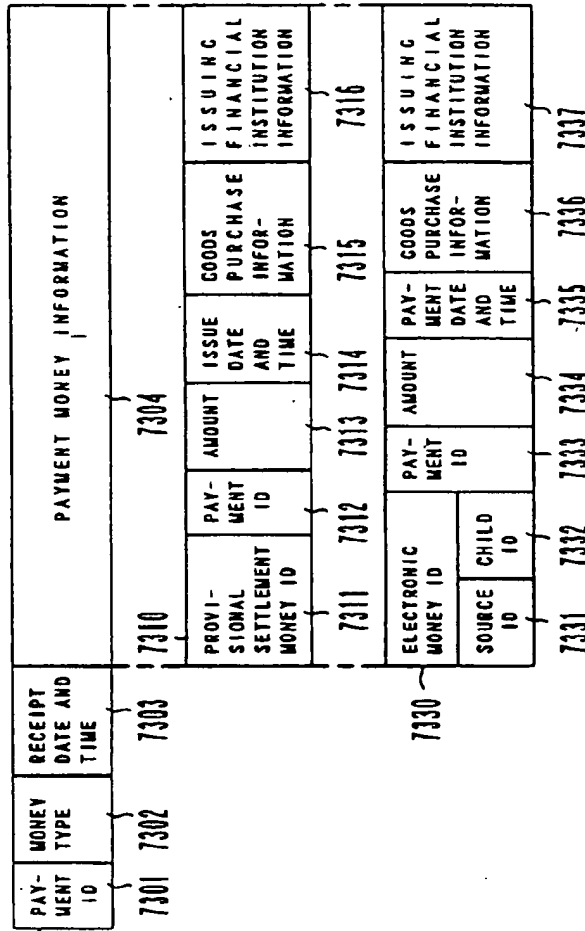 PAY-
MENT
ID
7301
MONEY
TYPE
7302
RECEIPT
DATE AND
TIME
7303
PAYMENT MONEY INFORMATION
7304
7310
PROVI-
SIONAL
SETTLEMENT
MONEY ID
7311
PAY-
MENT
ID
7312
AMOUNT
7313
ISSUE
DATE
AND
TIME
7314
GOODS
PURCHASE
INFOR-
MATION
7315
ISSUING
FINANCIAL
INSTITUTION
INFORMATION
7316
7330
ELECTRONIC
MONEY ID
SOURCE
ID
7331
CHILD
ID
7332
PAY-
MENT
ID
7333
AMOUNT
7334
PAY-
MENT
DATE
AND
TIME
7335
GOODS
PURCHASE
INFOR-
MATION
7336
ISSUING
FINANCIAL
INSTITUTION
INFORMATION
7337